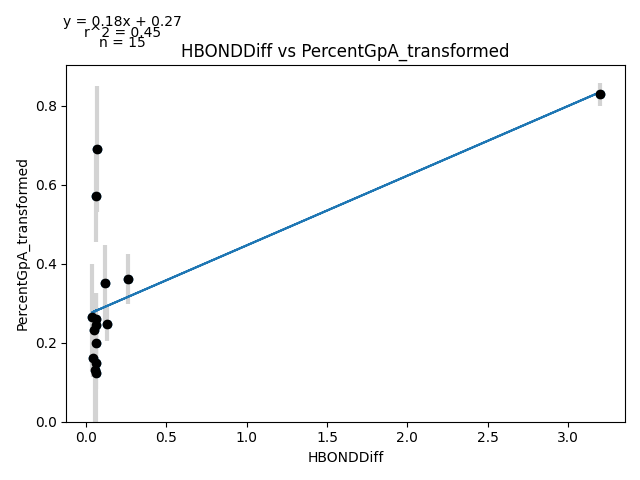 y = 0.18x + 0.27
r^2 = 0.45
n = 15
HBONDDiff vs PercentGpA_transformed
PercentGpA_transformed
0.8
0.6
0.4
0.2
0.0
0.0 0.5 1.0 1.5 2.0 2.5 3.0
HBONDDiff